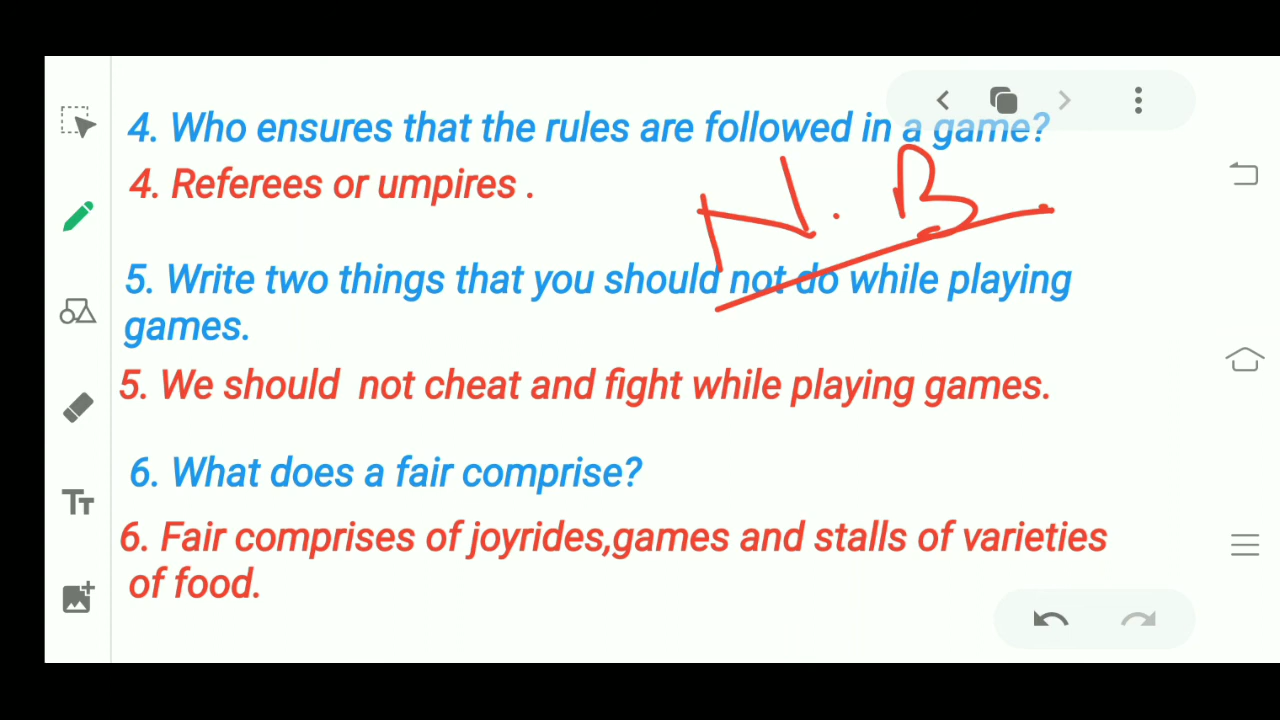 4. Who ensures that the rules are followed in a game?
4. Referees or umpires .
N. B.
5. Write two things that you should not do while playing
games.
5. We should  not cheat and fight while playing games.
6. What does a fair comprise?
6. Fair comprises of joyrides,games and stalls of varieties
of food.
TT